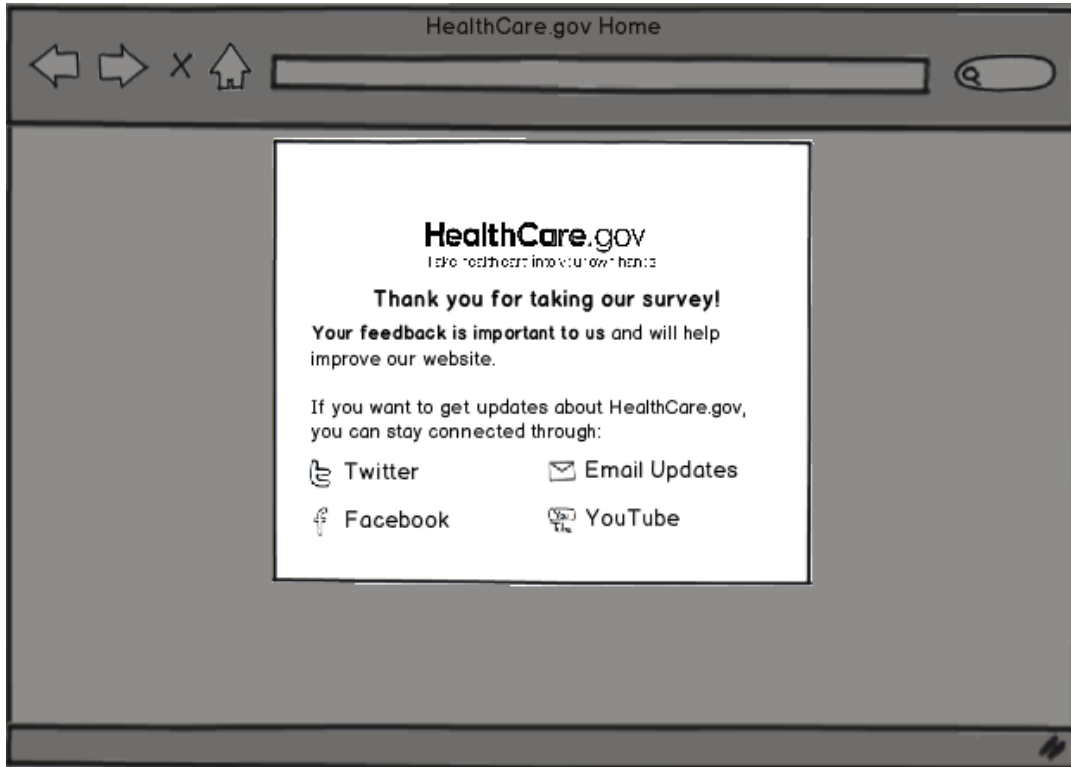 HealthCare.gov Home
HealthCare.gov
Thank you for taking our survey!
Your feedback is important to us and will help
improve our website.
If you want to get updates about HealthCare.gov,
you can stay connected through:
Twitter
Email Updates
Facebook
YouTube